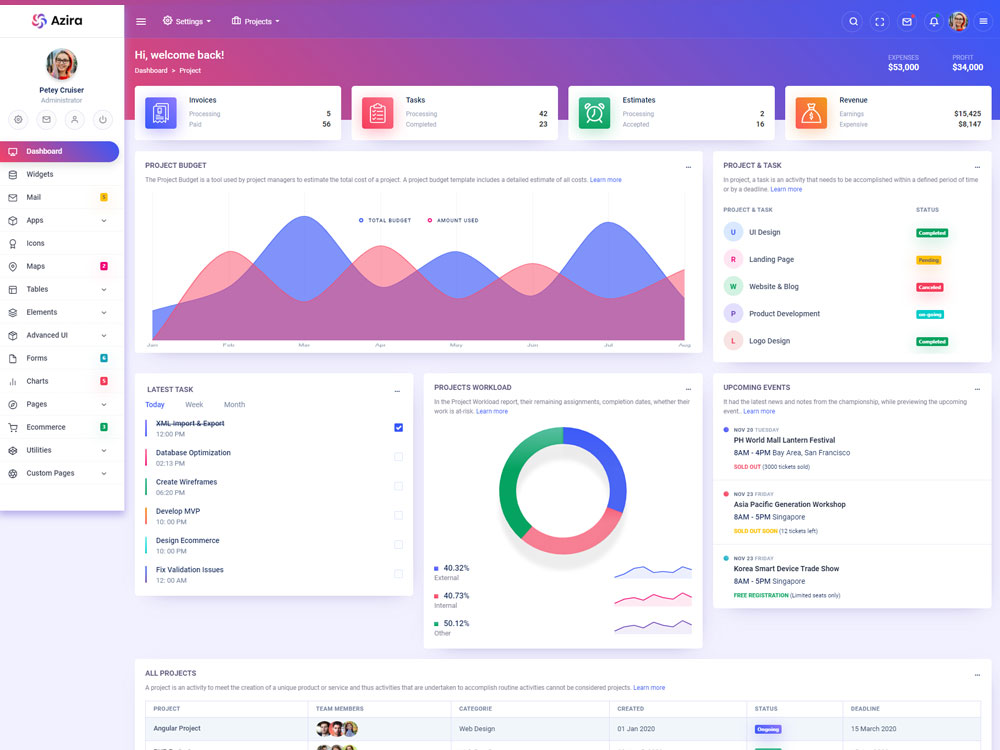 Azira
Settings
Projects
Petey Cruiser
Administrator
Dashboard
Widgets
Mail 5
Apps
Icons
Maps 2
Tables
Elements
Advanced UI
Forms 6
Charts 5
Pages
Ecommerce 3
Utilities
Custom Pages
Hi, welcome back!
Dashboard > Project
EXPENSES
$53,000
PROFIT
$34,000
Invoices
Processing 5
Paid 56
Tasks
Processing 42
Completed 23
Estimates
Processing 2
Accepted 16
Revenue
Earnings $15,425
Expensive $8,147
PROJECT BUDGET
The Project Budget is a tool used by project managers to estimate the total cost of a project. A project budget template includes a detailed estimate of all costs. Learn more
TOTAL BUDGET AMOUNT USED
Jan Feb Mar Apr May Jun Jul Aug
PROJECT & TASK
In project, a task is an activity that needs to be accomplished within a defined period of time
or by a deadline. Learn more
PROJECT & TASK STATUS
U UI Design Completed
R Landing Page Pending
W Website & Blog Canceled
P Product Development on-going
L Logo Design Completed
LATEST TASK
Today Week Month
XML Import & Export
12:00 PM
Database Optimization
02:13 PM
Create Wireframes
06:20 PM
Develop MVP
10: 00 PM
Design Ecommerce
10: 00 PM
Fix Validation Issues
12: 00 AM
PROJECTS WORKLOAD
In the Project Workload report, their remaining assignments, completion dates, whether their
work is at-risk. Learn more
40.32%
External
40.73%
Internal
50.12%
Other
UPCOMING EVENTS
It had the latest news and notes from the championship, while previewing the upcoming
event.. Learn more
NOV 20 TUESDAY
PH World Mall Lantern Festival
8AM - 4PM Bay Area, San Francisco
SOLD OUT (3000 tickets sold)
NOV 23 FRIDAY
Asia Pacific Generation Workshop
8AM - 5PM Singapore
SOLD OUT SOON (12 tickets left)
NOV 23 FRIDAY
Korea Smart Device Trade Show
8AM - 5PM Singapore
FREE REGISTRATION (Limited seats only)
ALL PROJECTS
A project is an activity to meet the creation of a unique product or service and thus activities that are undertaken to accomplish routine activities cannot be considered projects. Learn more
PROJECT TEAM MEMBERS CATEGORIE CREATED STATUS DEADLINE
Angular Project Web Design 01 Jan 2020 Ongoing 15 March 2020